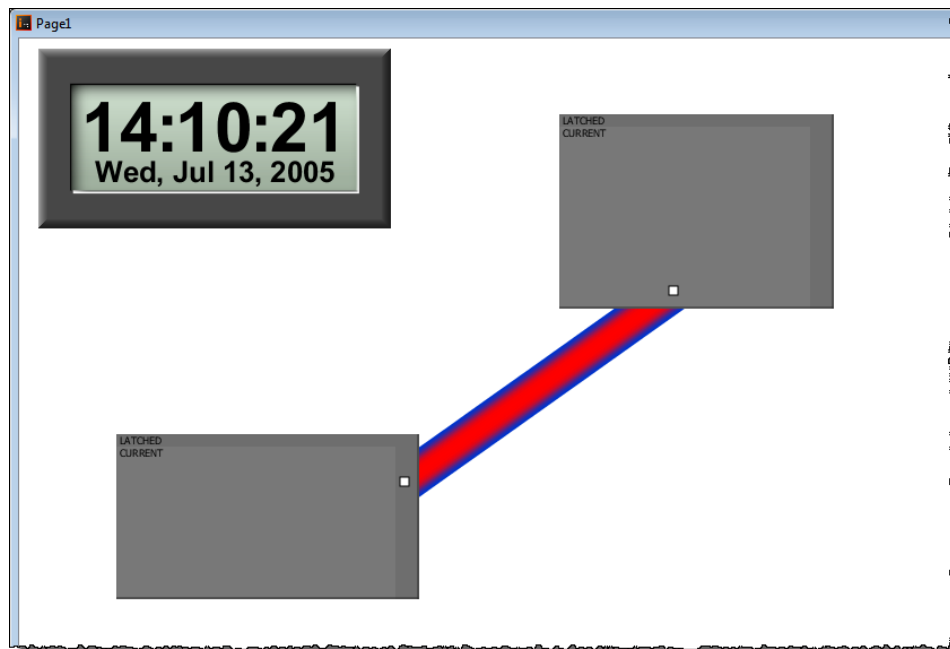 Page1
14:10:21
Wed, Jul 13, 2005
LATCHED
CURRENT
LATCHED
CURRENT